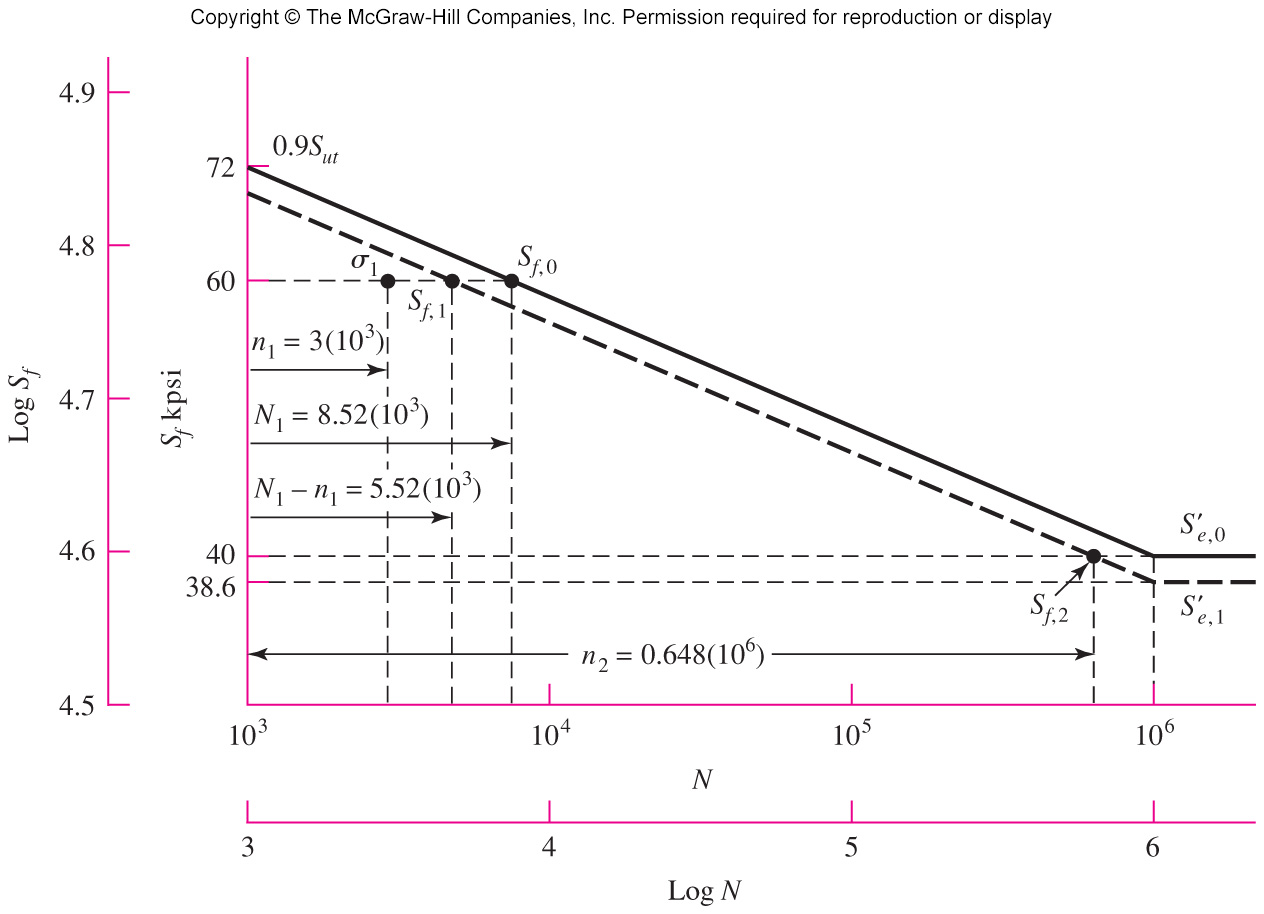 Copyright © The McGraw-Hill Companies, Inc. Permission required for reproduction or display
4.9
4.8
4.7
4.6
4.5
Log S_f
72
60
40
38.6
S_f kpsi
0.9S_ut
σ_1
S_f,0
S_f,1
n_1 = 3(10^3)
N_1 = 8.52(10^3)
N_1 – n_1 = 5.52(10^3)
S′_e,0
S_f,2
S′_e,1
n_2 = 0.648(10^6)
10^3 10^4 10^5 10^6
N
3 4 5 6
Log N